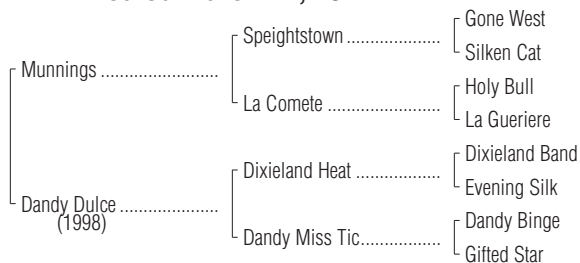 Gone West
Speightstown
Silken Cat
Munnings
Holy Bull
La Comete
La Gueriere
Dixieland Band
Dixieland Heat
Evening Silk
Dandy Dulce
(1998)
Dandy Binge
Dandy Miss Tic
Gifted Star